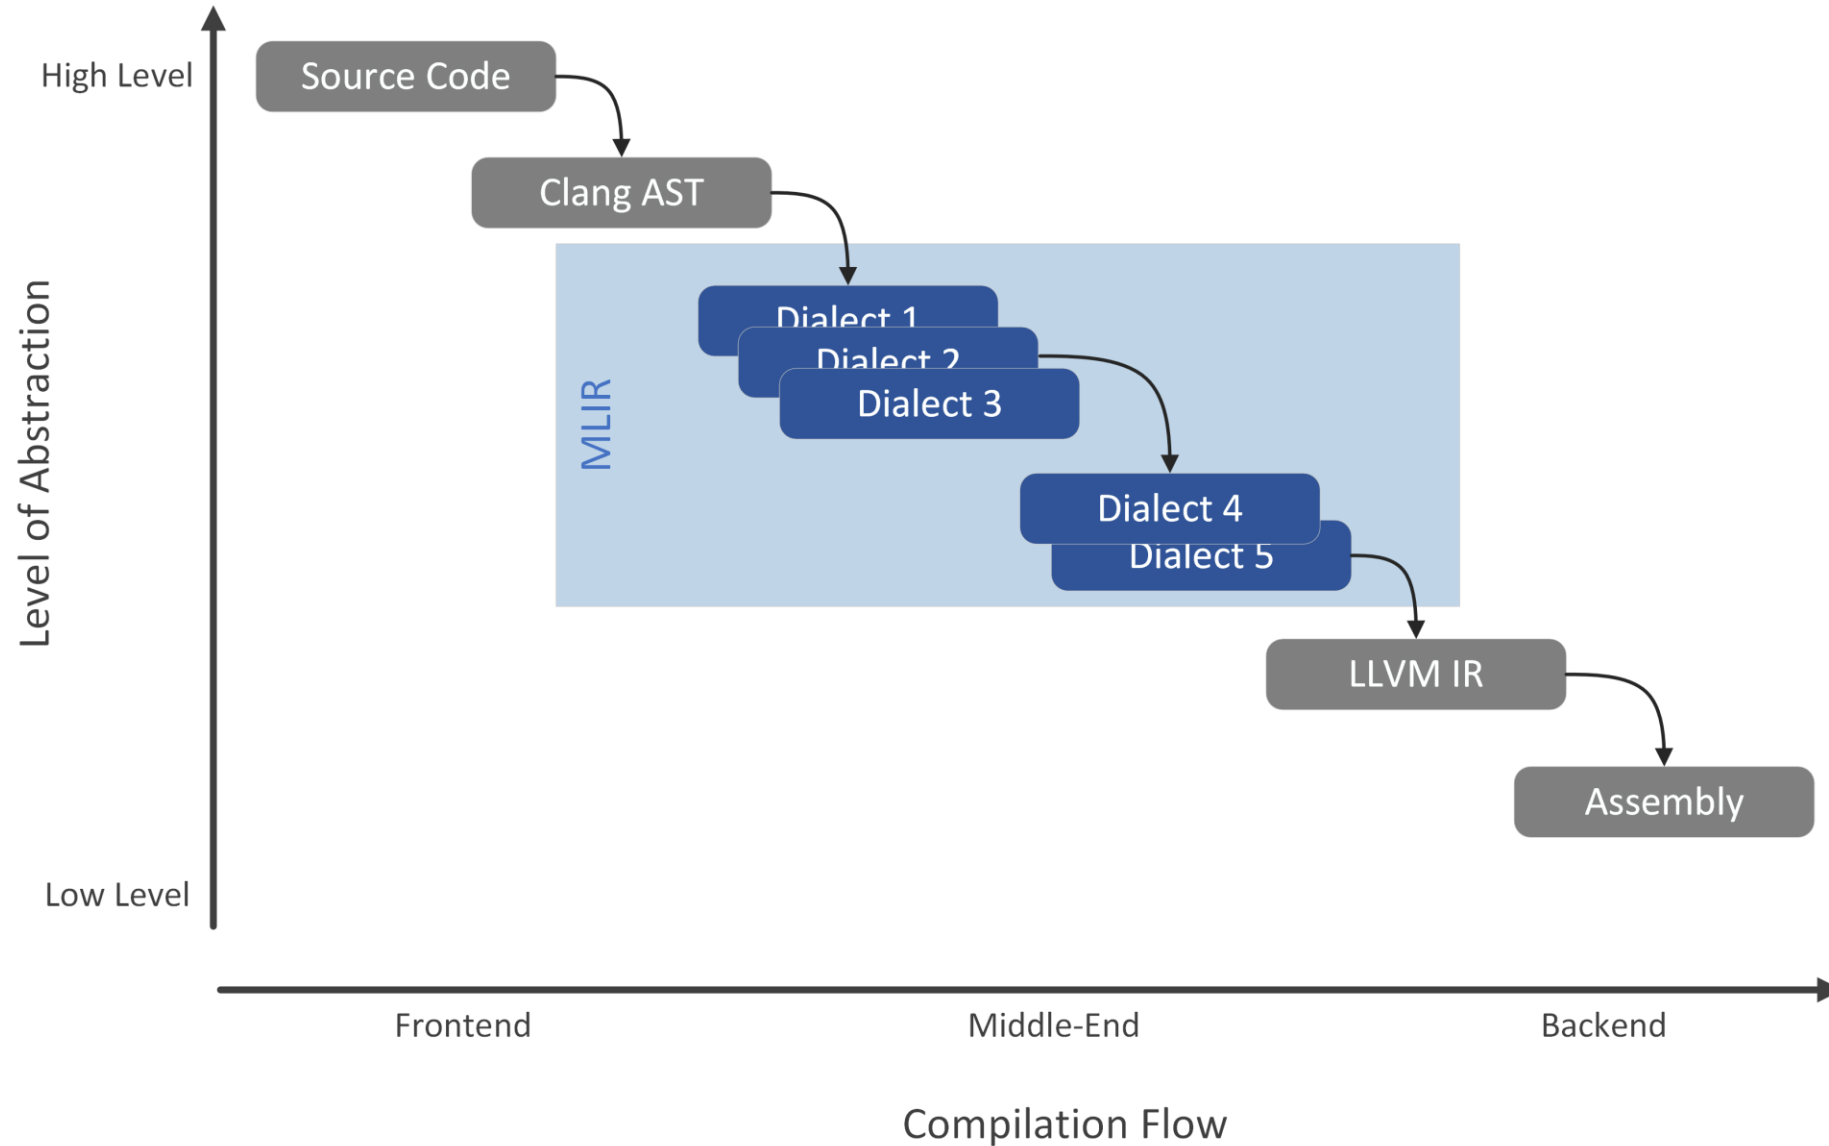 High Level
Source Code
Clang AST
Level of Abstraction
MLIR
Dialect 1
Dialect 2
Dialect 3
Dialect 4
Dialect 5
LLVM IR
Assembly
Low Level
Frontend
Middle-End
Backend
Compilation Flow